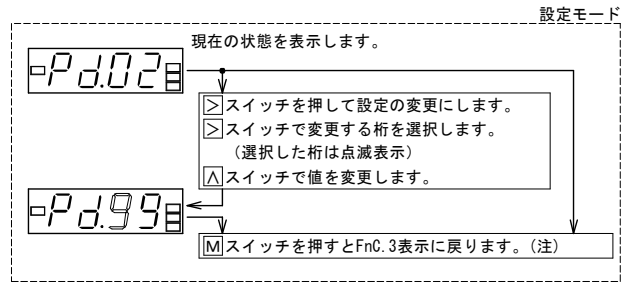 設定モード
現在の状態を表示します。
-Pd.02
>スイッチを押して設定の変更にします。
>スイッチで変更する桁を選択します。
(選択した桁は点滅表示)
∧スイッチで値を変更します。
-Pd.99
Mスイッチを押すとFnC.3表示に戻ります。(注)